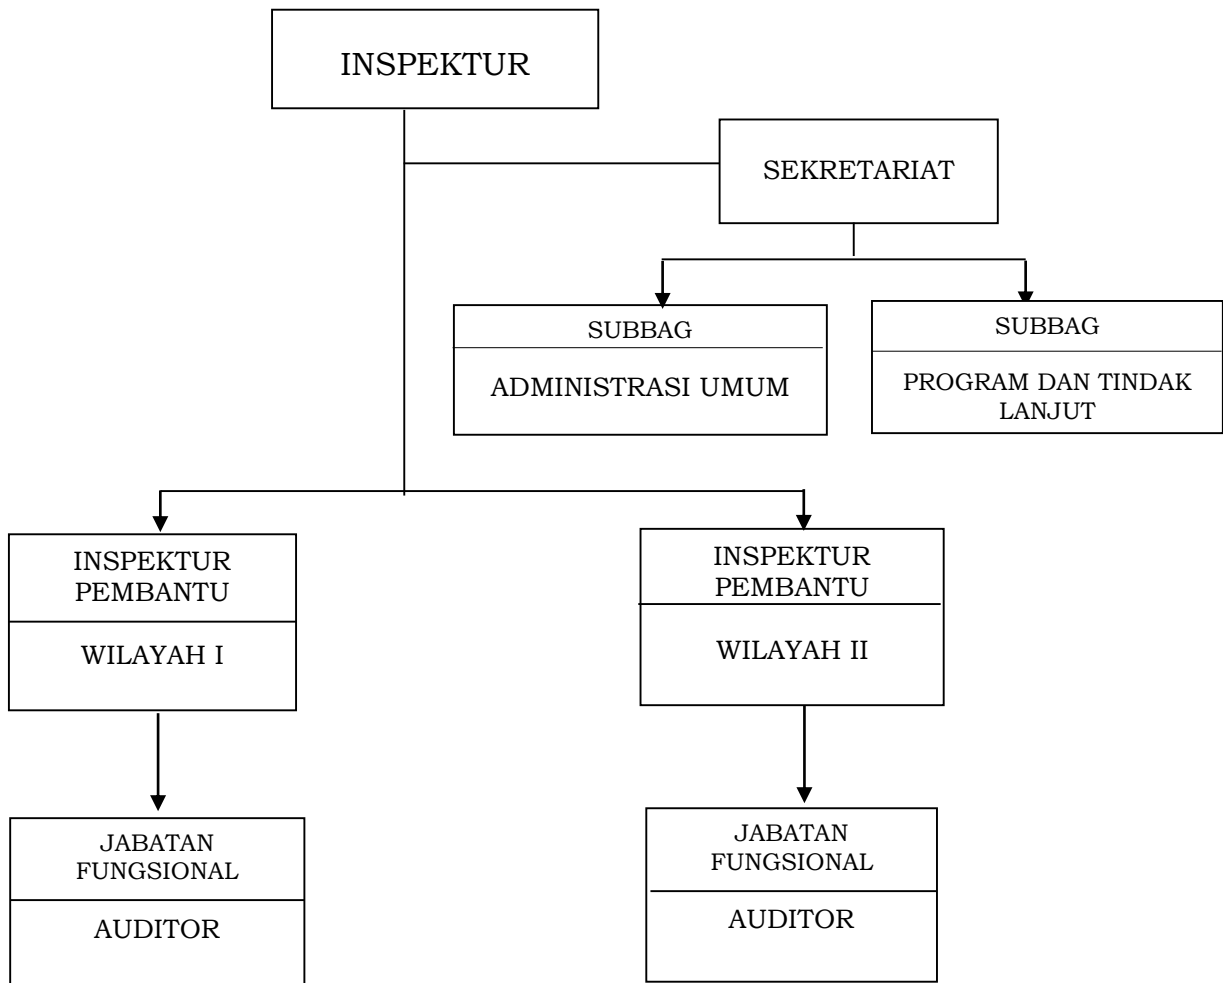 INSPEKTUR
SEKRETARIAT
SUBBAG
ADMINISTRASI UMUM
SUBBAG
PROGRAM DAN TINDAK
LANJUT
INSPEKTUR
PEMBANTU
WILAYAH I
INSPEKTUR
PEMBANTU
WILAYAH II
JABATAN
FUNGSIONAL
AUDITOR
JABATAN
FUNGSIONAL
AUDITOR